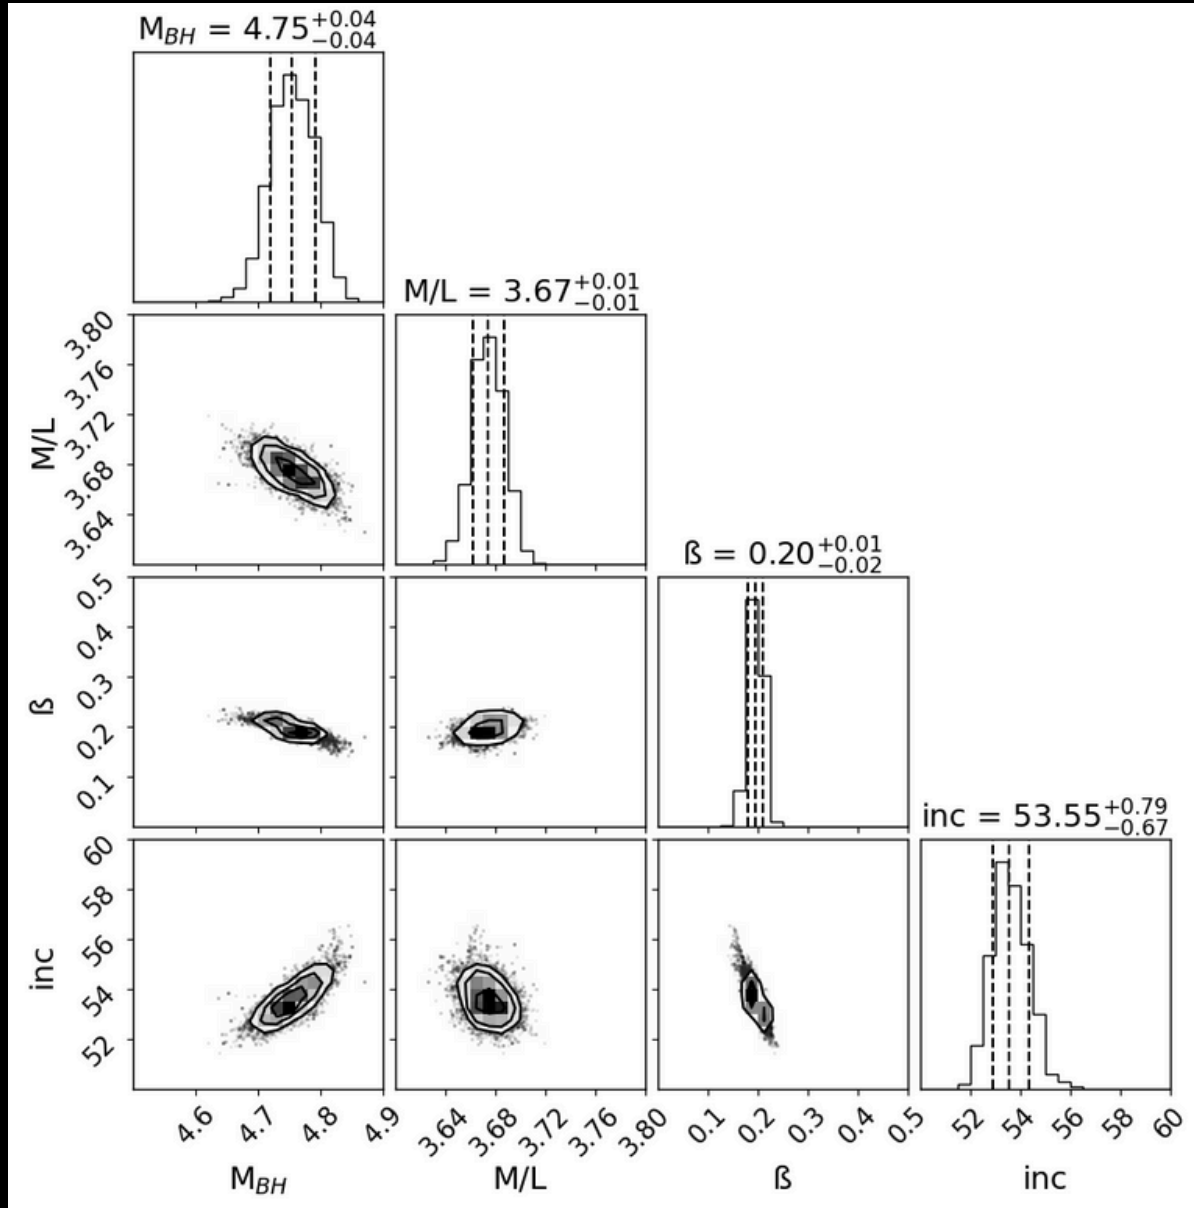 M_BH = 4.75^{+0.04}_{-0.04}
M/L = 3.67^{+0.01}_{-0.01}
3.80
3.76
3.72
3.68
3.64
M/L
ß = 0.20^{+0.01}_{-0.02}
0.5
0.4
0.3
0.2
0.1
ß
inc = 53.55^{+0.79}_{-0.67}
60
58
56
54
52
inc
4.6 4.7 4.8 4.9 3.64 3.68 3.72 3.76 3.80 0.1 0.2 0.3 0.4 0.5 52 54 56 58 60
M_BH M/L ß inc